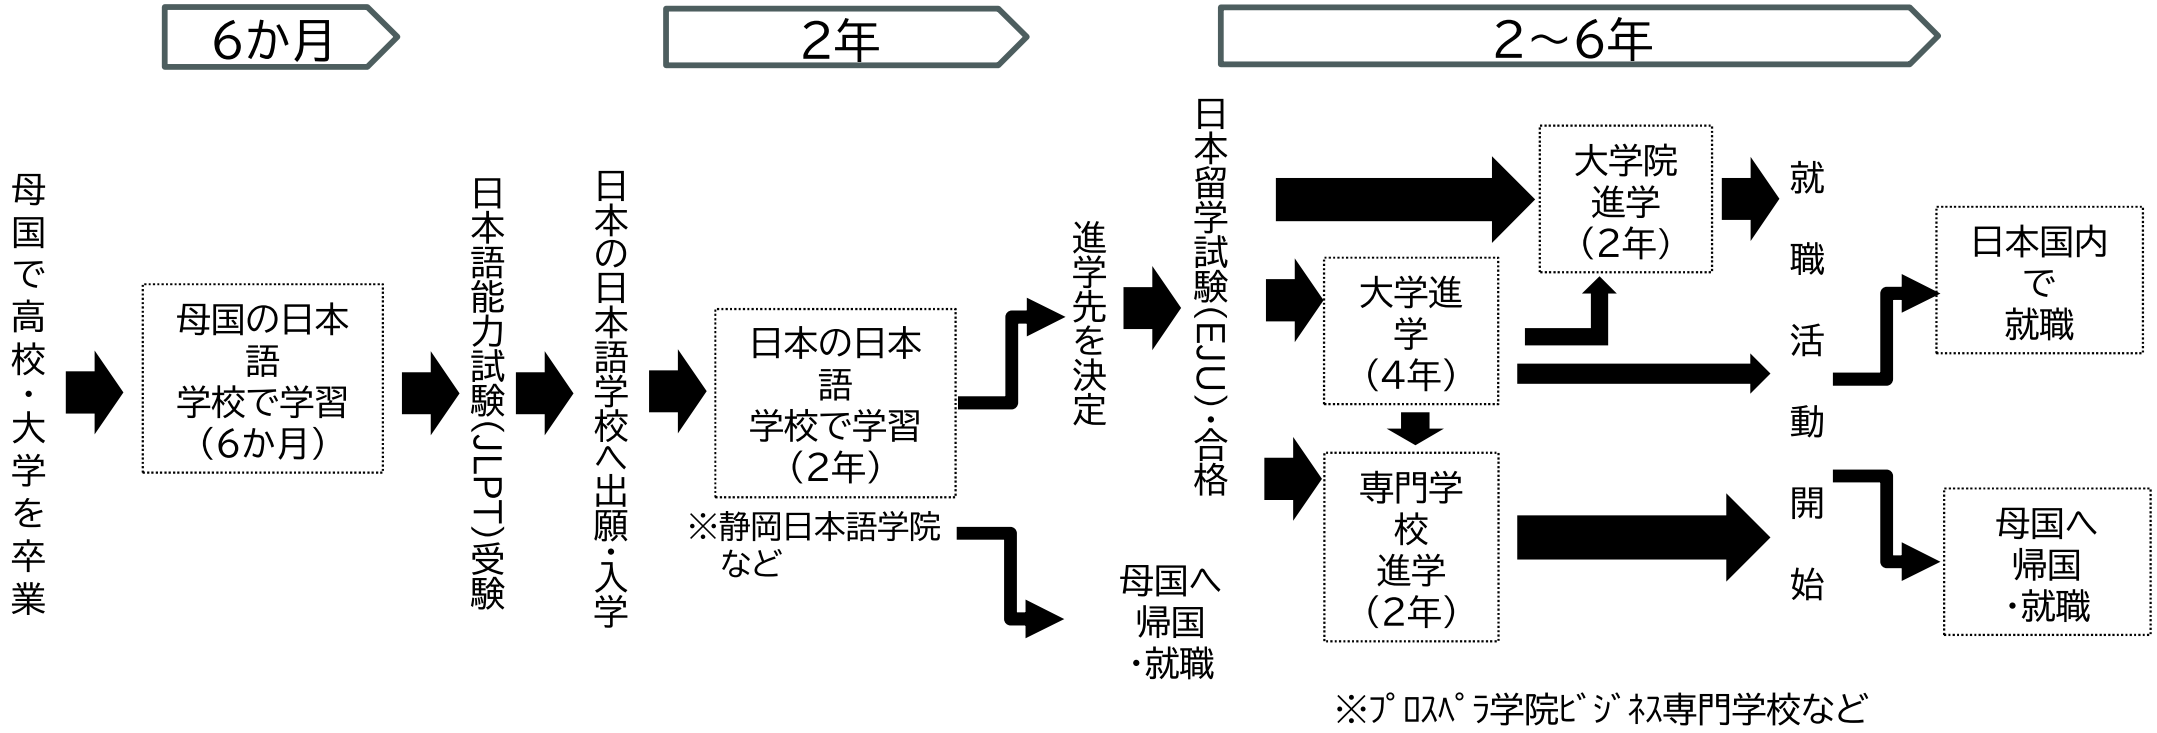 6か月
2年
2～6年
母国で高校・大学を卒業
母国の日本
語
学校で学習
（6か月）
日本語能力試験(JLPT)受験
日本の日本語学校へ出願・入学
日本の日本
語
学校で学習
（2年）
※静岡日本語学院
など
進学先を決定
母国へ
帰国
・就職
日本留学試験(EJU)・合格
大学院
進学
（2年）
大学進
学
（4年）
専門学
校
進学
（2年）
※ﾌﾟﾛｽﾍﾟﾗ学院ﾋﾞｼﾞﾈｽ専門学校など
就職活動開始
日本国内
で
就職
母国へ
帰国
・就職